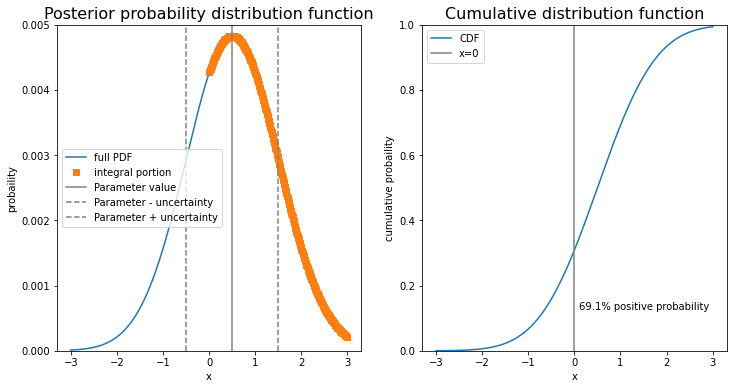 Posterior probability distribution function
0.005
0.004
0.003
0.002
0.001
0.000
probaility
full PDF
integral portion
Parameter value
Parameter - uncertainty
Parameter + uncertainty
−3 −2 −1 0 1 2 3
x
Cumulative distribution function
1.0
0.8
0.6
0.4
0.2
0.0
cumulative probaility
CDF
x=0
69.1% positive probability
−3 −2 −1 0 1 2 3
x